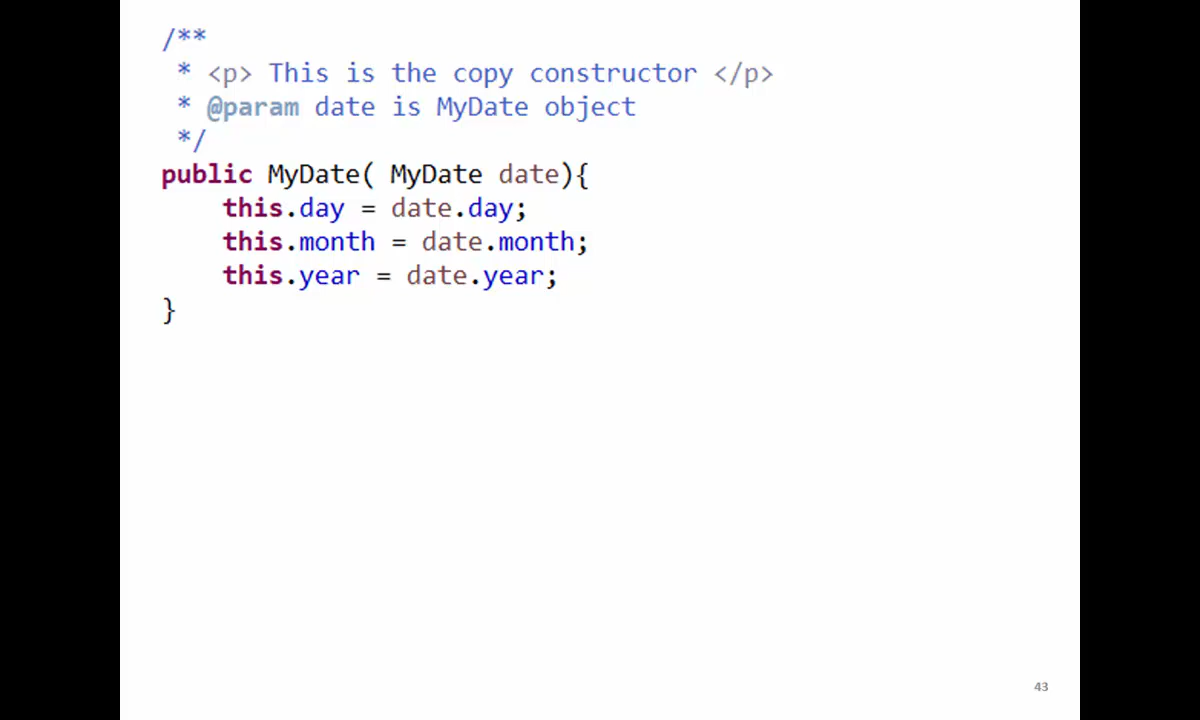 /**
 * <p> This is the copy constructor </p>
 * @param date is MyDate object
 */
public MyDate( MyDate date){
    this.day = date.day;
    this.month = date.month;
    this.year = date.year;
}
43